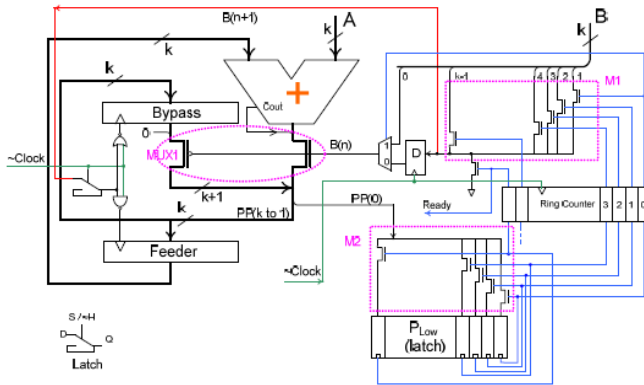 B(n+1)
A
B
k
k
k
k
0
k-1
4
3
2
1
M1
Bypass
Cout
+
0
MUX1
B(n)
1
0
D
~Clock
k+1
k
PP(k to 1)
PP(0)
Ready
Ring Counter
3
2
1
0
Feeder
M2
~Clock
S/~H
D
Q
Latch
PLow
(latch)